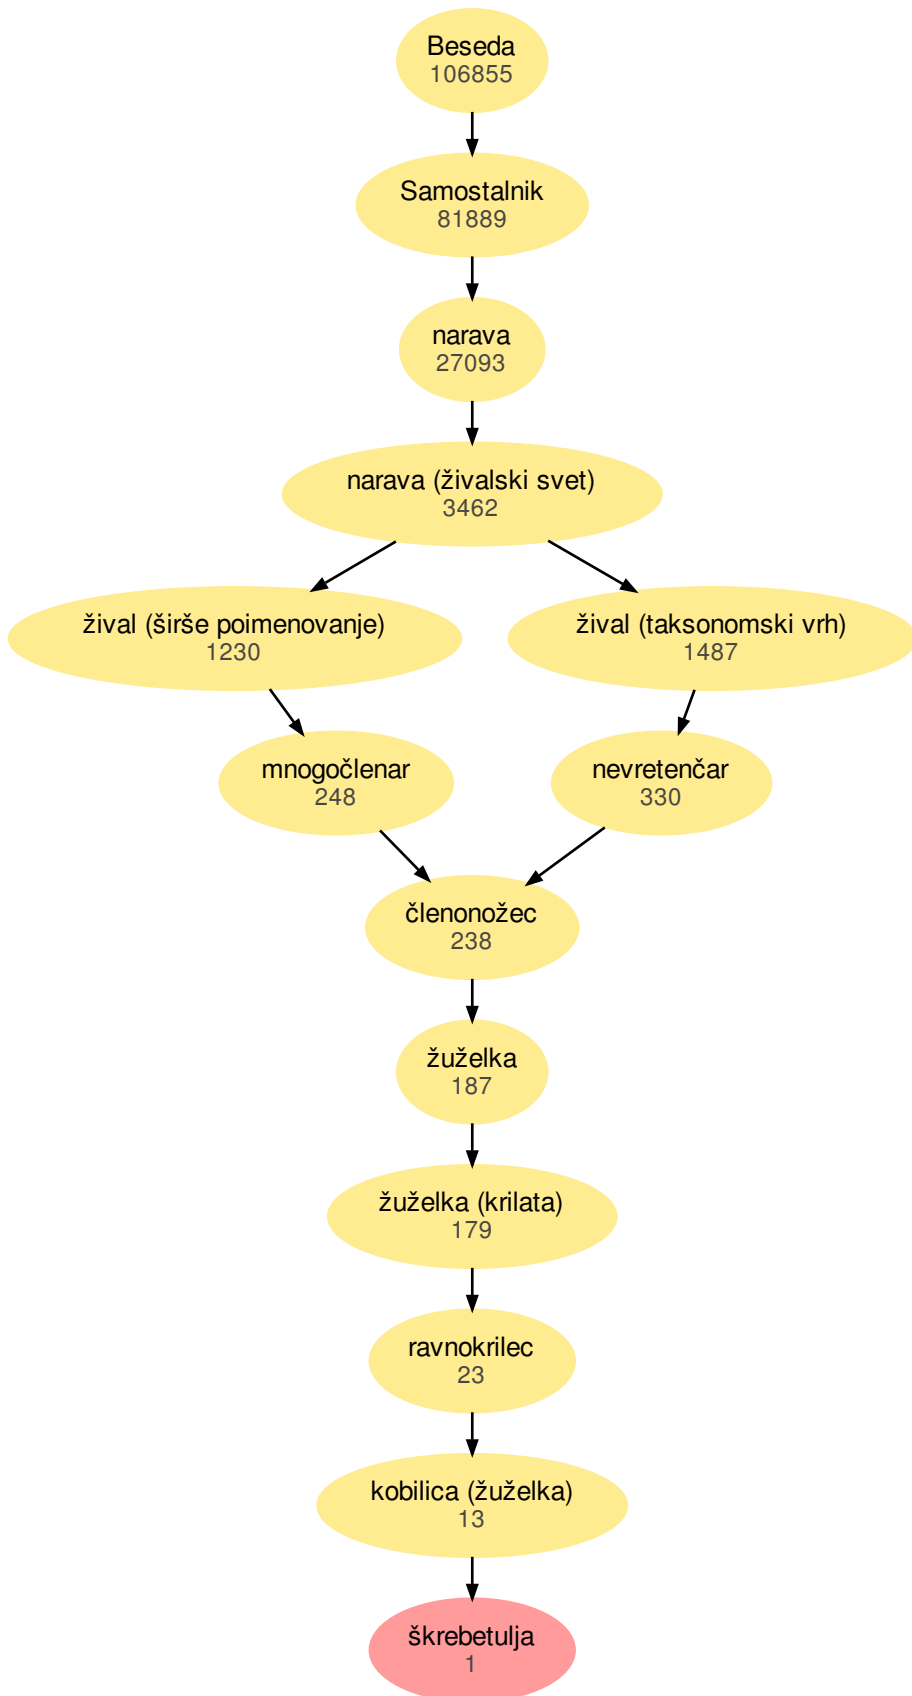 Beseda
106855
Samostalnik
81889
narava
27093
narava (živalski svet)
3462
žival (širše poimenovanje)
1230
žival (taksonomski vrh)
1487
mnogočlenar
248
nevretenčar
330
členonožec
238
žuželka
187
žuželka (krilata)
179
ravnokrilec
23
kobilica (žuželka)
13
škrebetulja
1